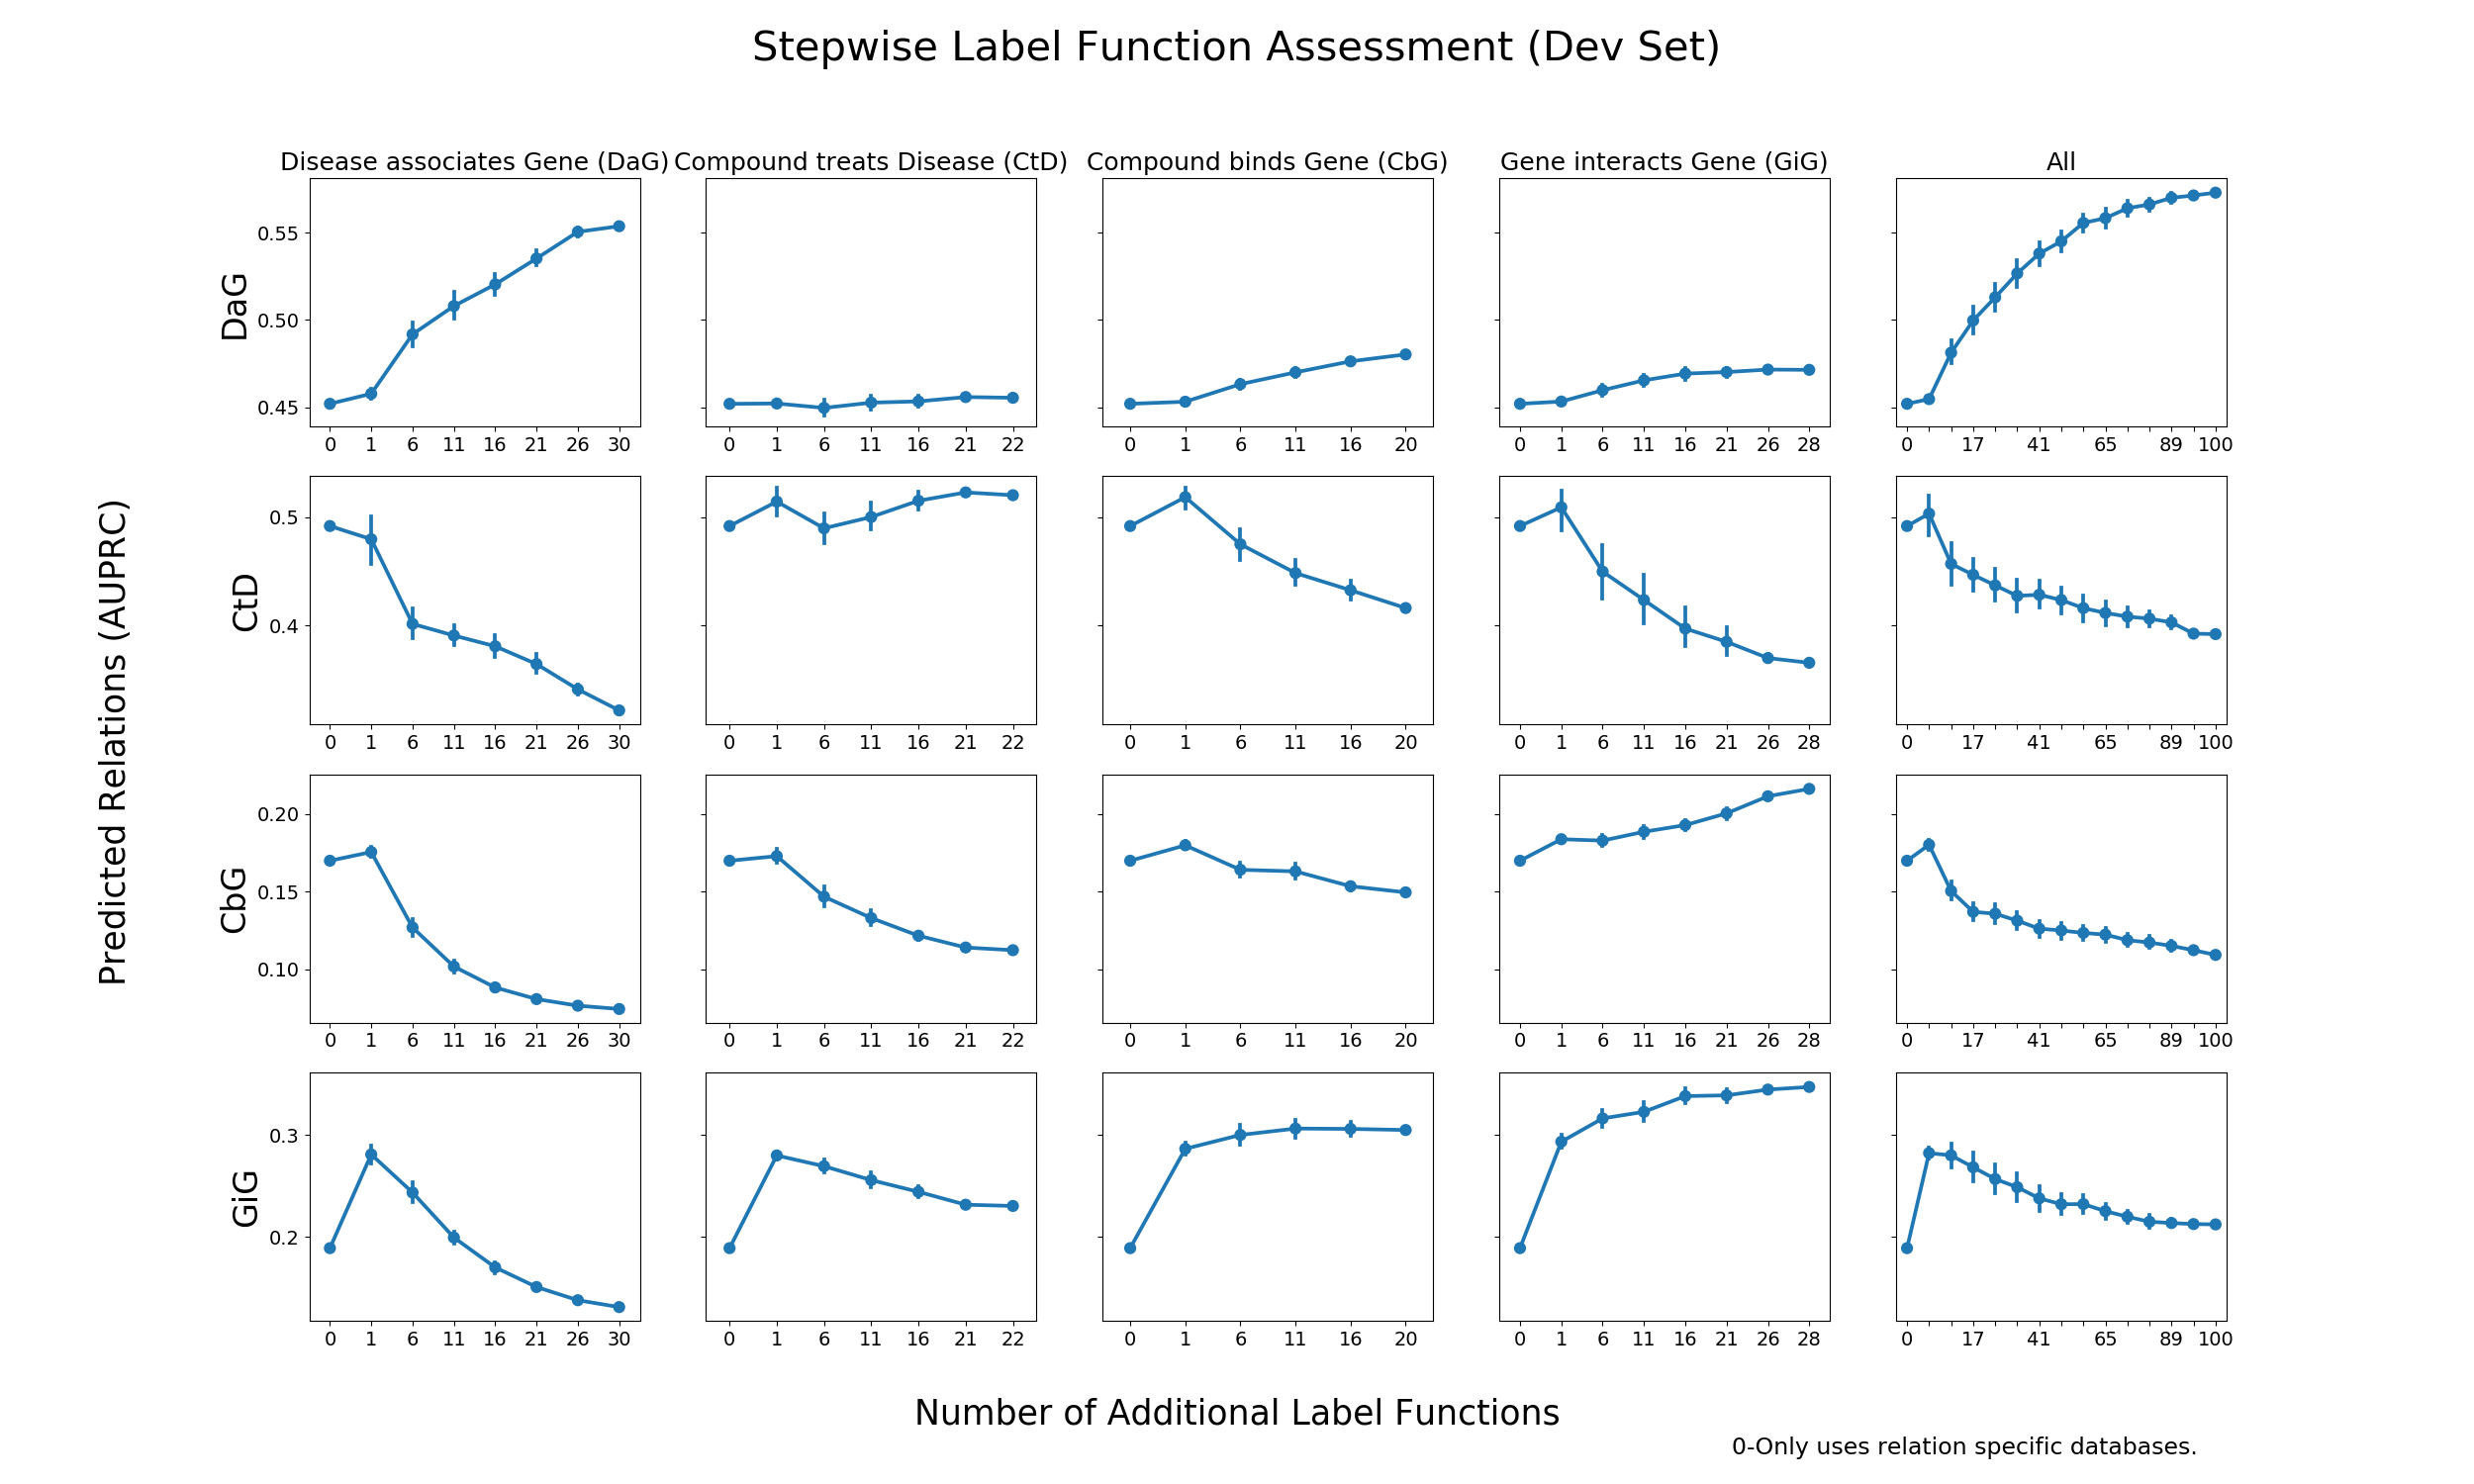 Stepwise Label Function Assessment (Dev Set)
Disease associates Gene (DaG) Compound treats Disease (CtD) Compound binds Gene (CbG) Gene interacts Gene (GiG) All
Predicted Relations (AUPRC)
DaG
0.55
0.50
0.45
0 1 6 11 16 21 26 30
0 1 6 11 16 21 22
0 1 6 11 16 20
0 1 6 11 16 21 26 28
0 17 41 65 89 100
CtD
0.5
0.4
0 1 6 11 16 21 26 30
0 1 6 11 16 21 22
0 1 6 11 16 20
0 1 6 11 16 21 26 28
0 17 41 65 89 100
CbG
0.20
0.15
0.10
0 1 6 11 16 21 26 30
0 1 6 11 16 21 22
0 1 6 11 16 20
0 1 6 11 16 21 26 28
0 17 41 65 89 100
GiG
0.3
0.2
0 1 6 11 16 21 26 30
0 1 6 11 16 21 22
0 1 6 11 16 20
0 1 6 11 16 21 26 28
0 17 41 65 89 100
Number of Additional Label Functions
0-Only uses relation specific databases.